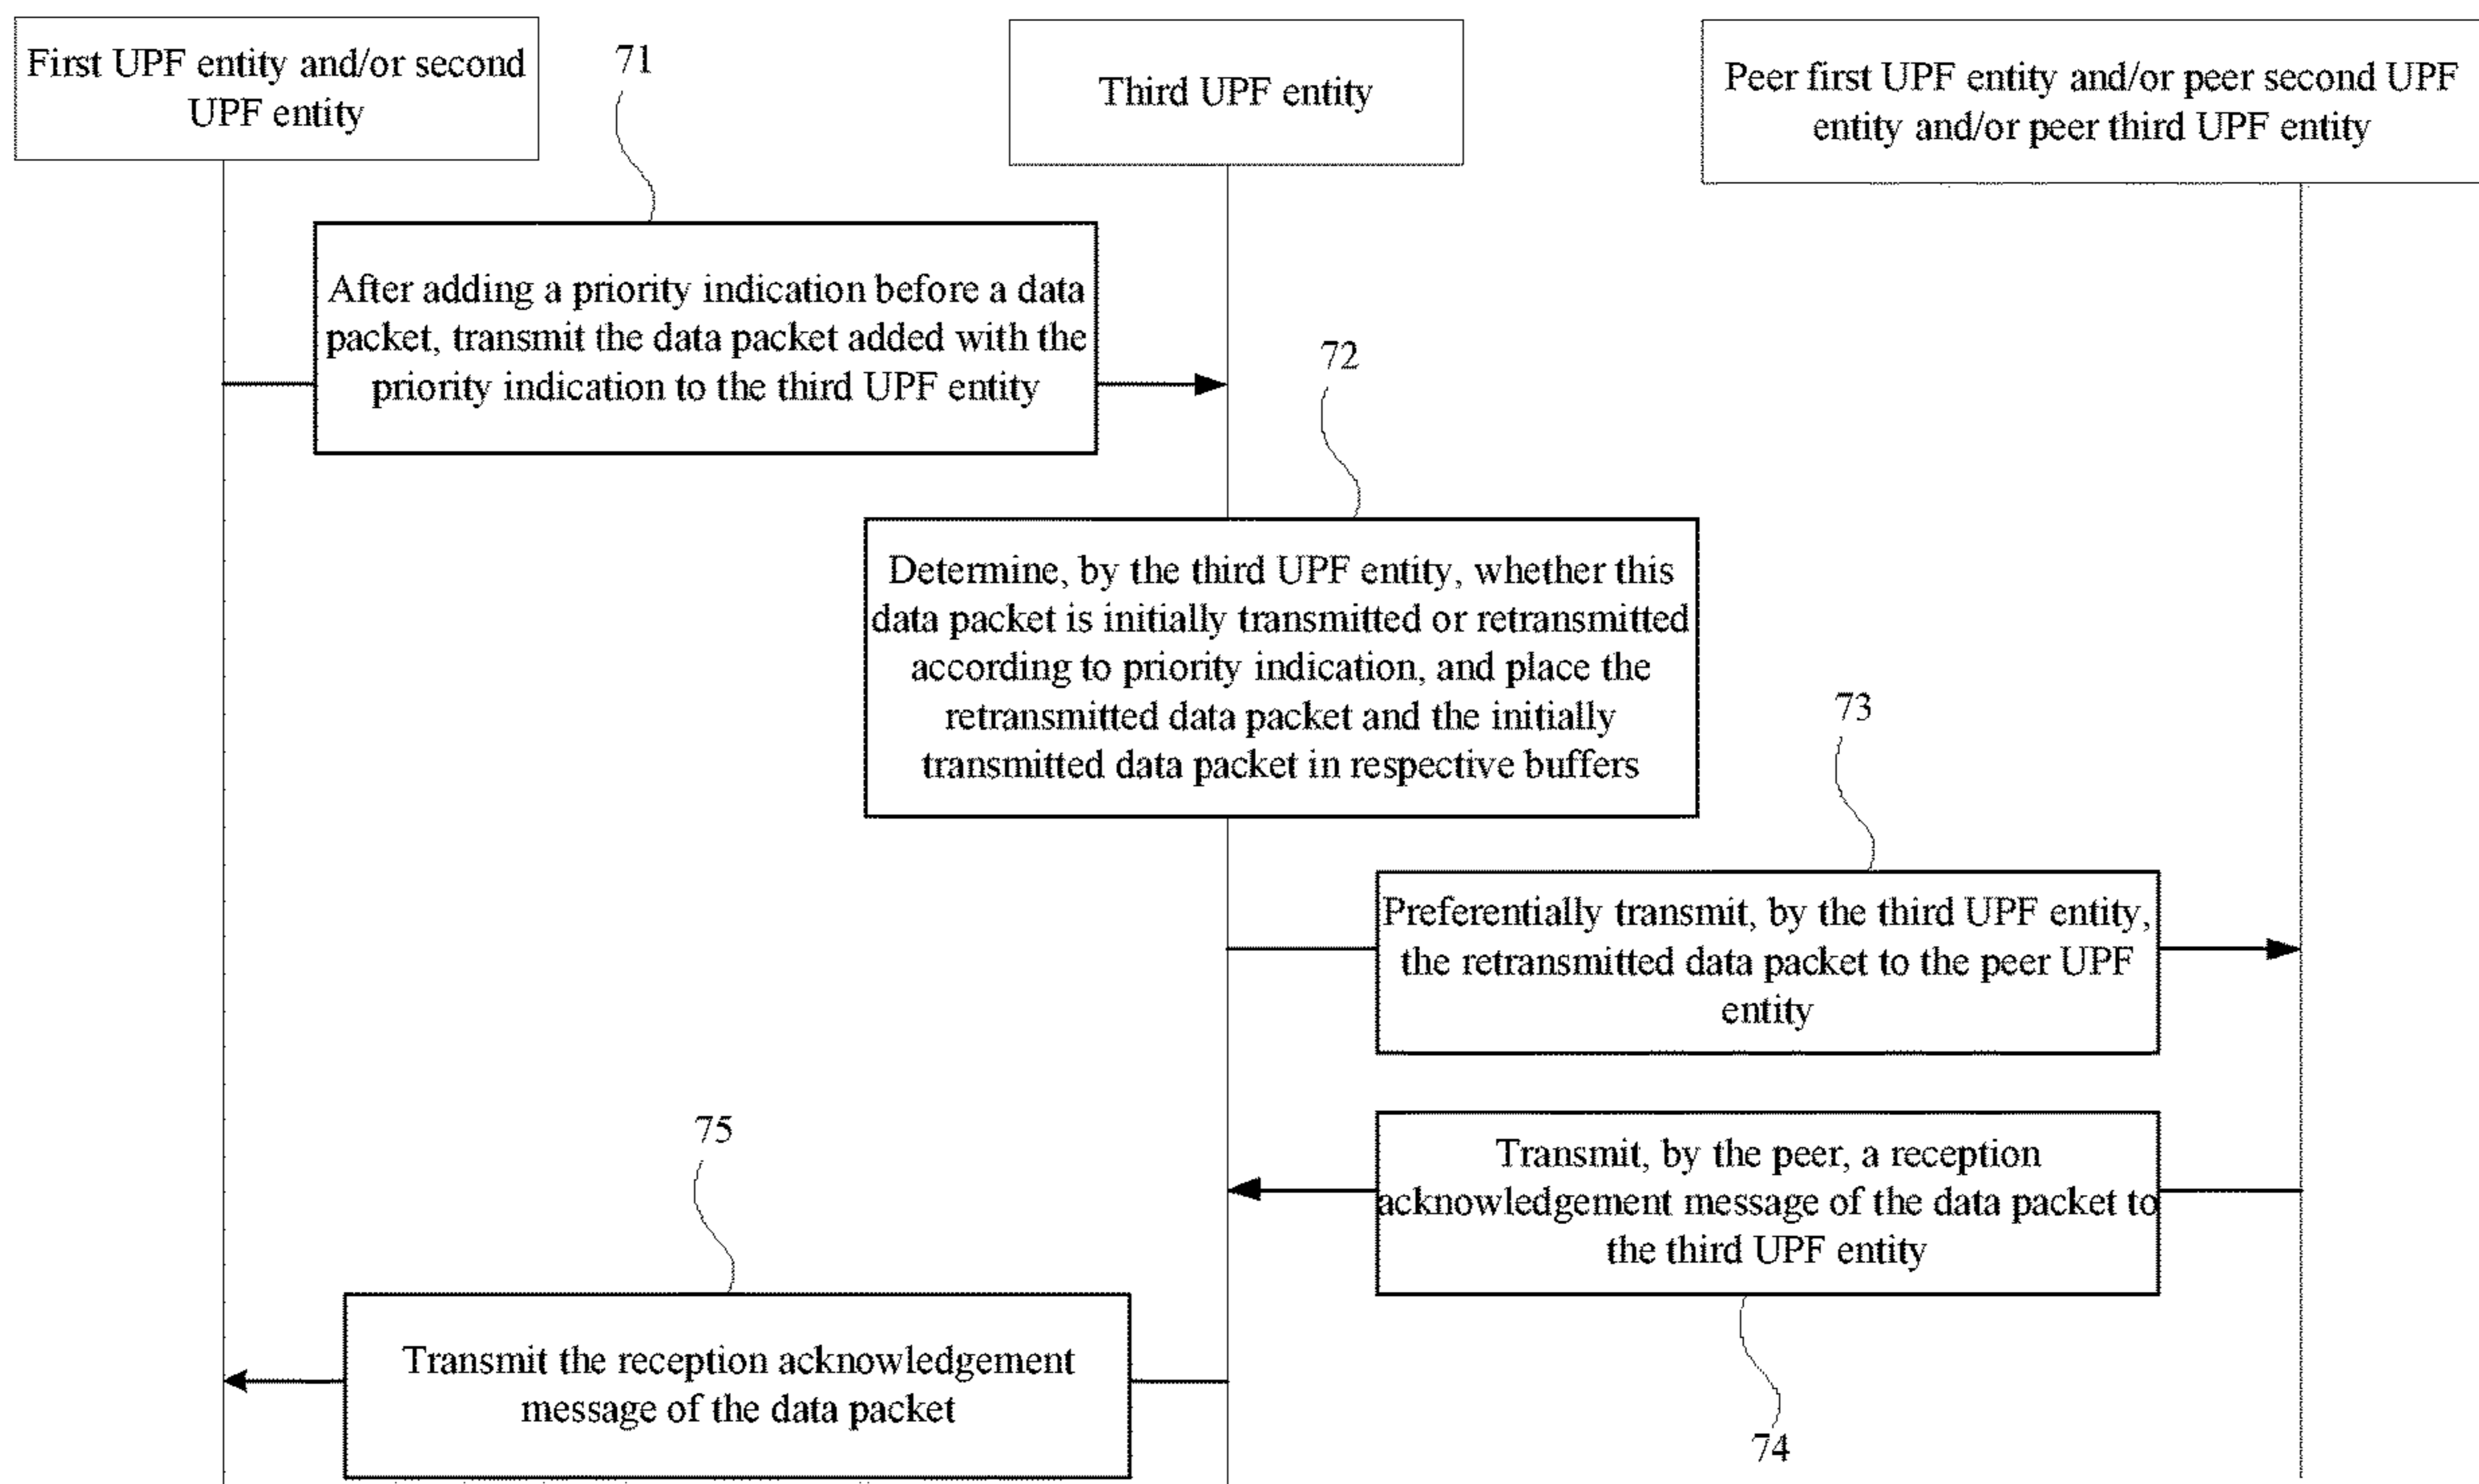 First UPF entity and/or second
UPF entity
71
Third UPF entity
Peer first UPF entity and/or peer second UPF
entity and/or peer third UPF entity
After adding a priority indication before a data
packet, transmit the data packet added with the
priority indication to the third UPF entity
72
Determine, by the third UPF entity, whether this
data packet is initially transmitted or retransmitted
according to priority indication, and place the
retransmitted data packet and the initially
transmitted data packet in respective buffers
73
Preferentially transmit, by the third UPF entity,
the retransmitted data packet to the peer UPF
entity
Transmit, by the peer, a reception
acknowledgement message of the data packet to
the third UPF entity
74
75
Transmit the reception acknowledgement
message of the data packet